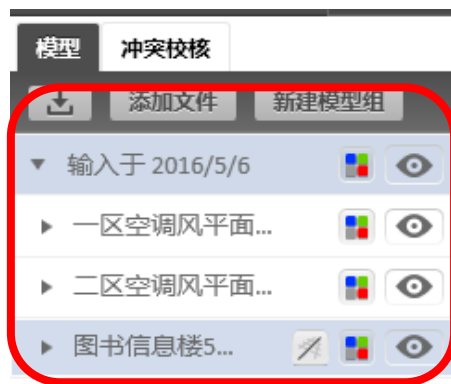 模型 冲突校核
添加文件 新建模型组
输入于 2016/5/6
一区空调风平面...
二区空调风平面...
图书信息楼5...